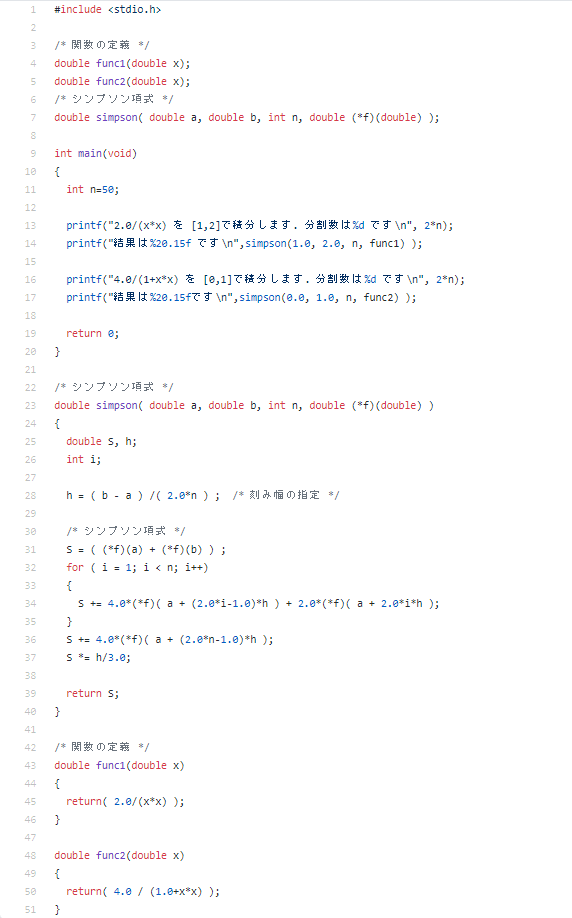 1 #include <stdio.h>
2
3 /* 関数の定義 */
4 double func1(double x);
5 double func2(double x);
6 /* シンプソン項式 */
7 double simpson( double a, double b, int n, double (*f)(double) );
8
9 int main(void)
10 {
11 int n=50;
12
13 printf("2.0/(x*x) を [1,2]で積分します. 分割数は%d です\n", 2*n);
14 printf("結果は%20.15f です\n",simpson(1.0, 2.0, n, func1) );
15
16 printf("4.0/(1+x*x) を [0,1]で積分します. 分割数は%d です\n", 2*n);
17 printf("結果は%20.15fです\n",simpson(0.0, 1.0, n, func2) );
18
19 return 0;
20 }
21
22 /* シンプソン項式 */
23 double simpson( double a, double b, int n, double (*f)(double) )
24 {
25 double S, h;
26 int i;
27
28 h = ( b - a ) /( 2.0*n ) ; /* 刻み幅の指定 */
29
30 /* シンプソン項式 */
31 S = ( (*f)(a) + (*f)(b) ) ;
32 for ( i = 1; i < n; i++)
33 {
34 S += 4.0*(*f)( a + (2.0*i-1.0)*h ) + 2.0*(*f)( a + 2.0*i*h );
35 }
36 S += 4.0*(*f)( a + (2.0*n-1.0)*h );
37 S *= h/3.0;
38
39 return S;
40 }
41
42 /* 関数の定義 */
43 double func1(double x)
44 {
45 return( 2.0/(x*x) );
46 }
47
48 double func2(double x)
49 {
50 return( 4.0 / (1.0+x*x) );
51 }